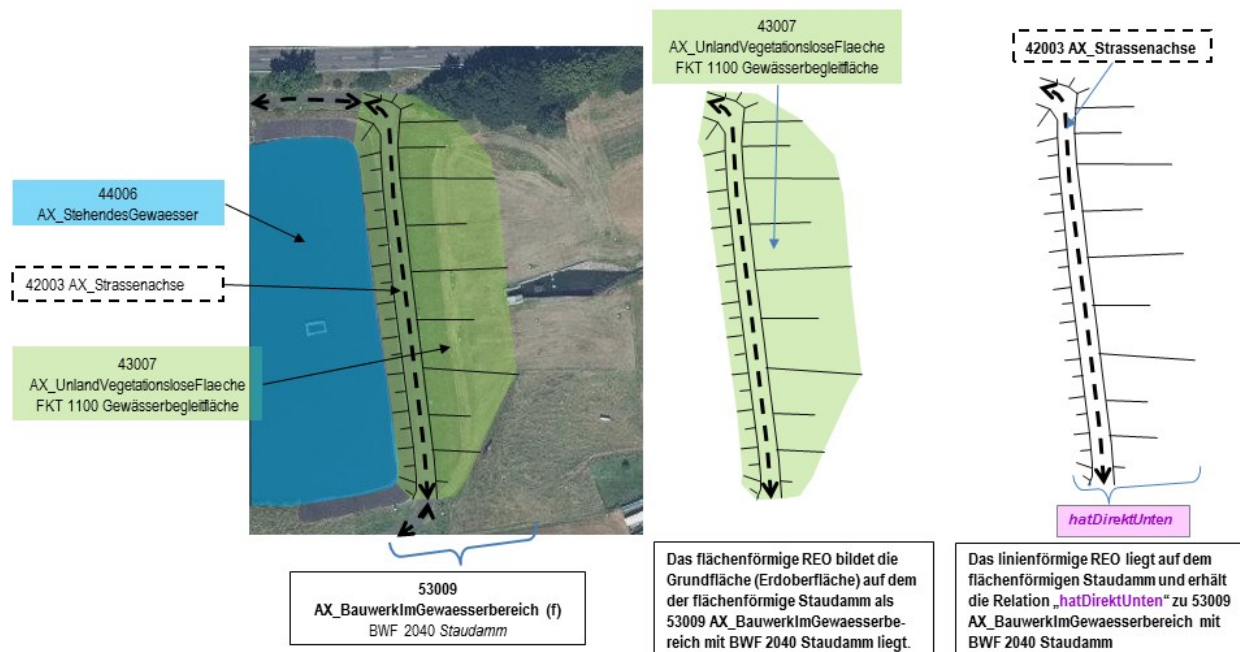 44006
AX_StehendesGewaesser
42003 AX_Strassenachse
43007
AX_UnlandVegetationsloseFlaeche
FKT 1100 Gewässerbegleitfläche
53009
AX_BauwerkImGewaesserbereich (f)
BWF 2040 Staudamm
43007
AX_UnlandVegetationsloseFlaeche
FKT 1100 Gewässerbegleitfläche
Das flächenförmige REO bildet die
Grundfläche (Erdoberfläche) auf dem
der flächenförmige Staudamm als
53009 AX_BauwerkImGewaesserbe-
reich mit BWF 2040 Staudamm liegt.
42003 AX_Strassenachse
hatDirektUnten
Das linienförmige REO liegt auf dem
flächenförmigen Staudamm und erhält
die Relation „hatDirektUnten“ zu 53009
AX_BauwerkImGewaesserbereich mit
BWF 2040 Staudamm